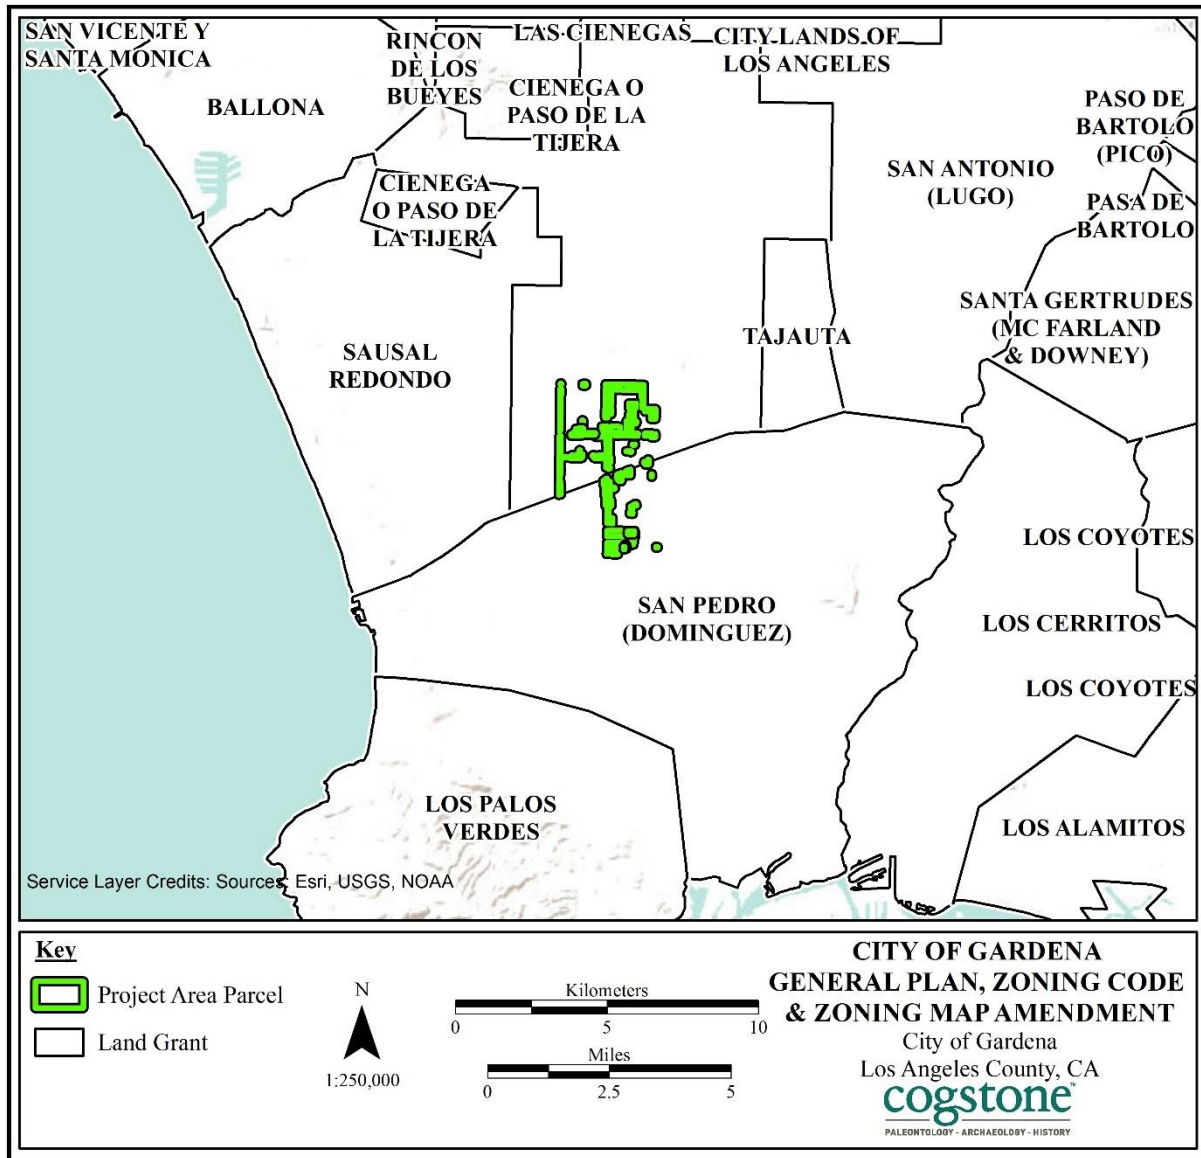 SAN VICENTE Y
SANTA MONICA
BALLONA
RINCON
DE LOS
BUEYES
LAS CIENEGAS
CIENEGA O
PASO DE LA
TIJERA
CITY LANDS OF
LOS ANGELES
PASO DE
BARTOLO
(PICO)
SAN ANTONIO
(LUGO)
PASA DE
BARTOLO
CIENEGA
O PASO DE
LA TIJERA
SANTA GERTRUDES
(MC FARLAND
& DOWNEY)
TAJAUTA
SAUSAL
REDONDO
LOS COYOTES
SAN PEDRO
(DOMINGUEZ)
LOS CERRITOS
LOS COYOTES
LOS PALOS
VERDES
LOS ALAMITOS
Service Layer Credits: Sources: Esri, USGS, NOAA
Key
Project Area Parcel
Land Grant
N
1:250,000
Kilometers
0 5 10
Miles
0 2.5 5
CITY OF GARDENA
GENERAL PLAN, ZONING CODE
& ZONING MAP AMENDMENT
City of Gardena
Los Angeles County, CA
cogstone™
PALEONTOLOGY - ARCHAEOLOGY - HISTORY